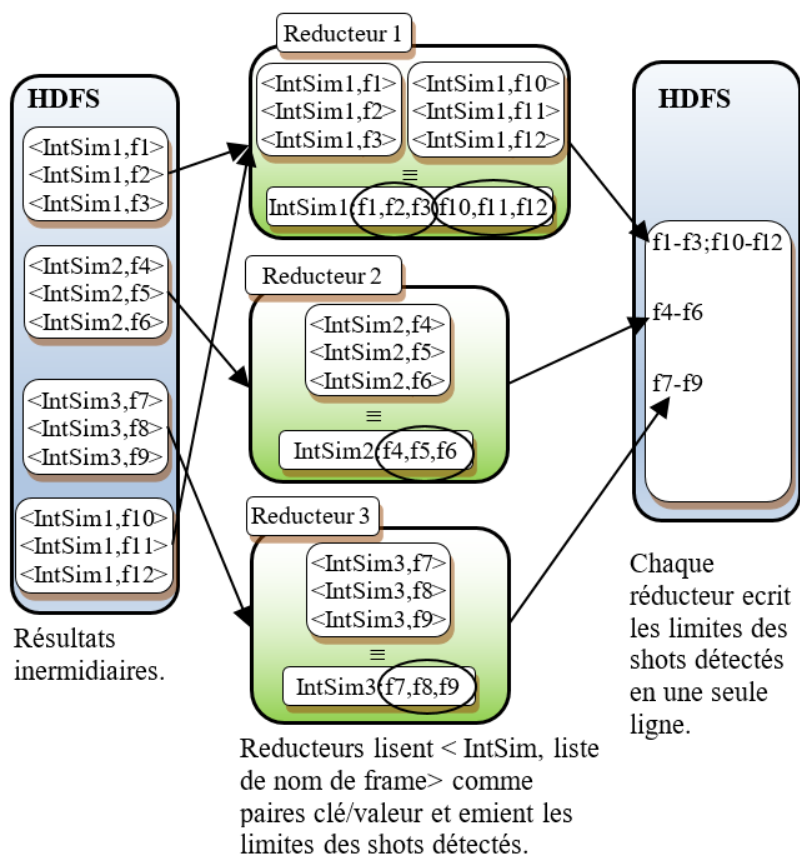 HDFS
<IntSim1,f1>
<IntSim1,f2>
<IntSim1,f3>
<IntSim2,f4>
<IntSim2,f5>
<IntSim2,f6>
<IntSim3,f7>
<IntSim3,f8>
<IntSim3,f9>
<IntSim1,f10>
<IntSim1,f11>
<IntSim1,f12>
Résultats
inermidiaires.
Reducteur 1
<IntSim1,f1>
<IntSim1,f2>
<IntSim1,f3>
<IntSim1,f10>
<IntSim1,f11>
<IntSim1,f12>
≡
IntSim1:f1,f2,f3;f10,f11,f12
Reducteur 2
<IntSim2,f4>
<IntSim2,f5>
<IntSim2,f6>
≡
IntSim2:f4,f5,f6
Reducteur 3
<IntSim3,f7>
<IntSim3,f8>
<IntSim3,f9>
≡
IntSim3:f7,f8,f9
Reducteurs lisent < IntSim, liste
de nom de frame> comme
paires clé/valeur et emient les
limites des shots détectés.
HDFS
f1-f3;f10-f12
f4-f6
f7-f9
Chaque
réducteur ecrit
les limites des
shots détectés
en une seule
ligne.